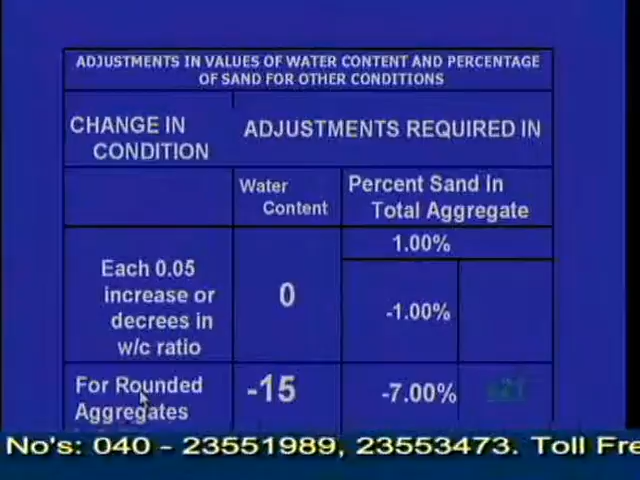 ADJUSTMENTS IN VALUES OF WATER CONTENT AND PERCENTAGE
OF SAND FOR OTHER CONDITIONS
CHANGE IN
CONDITION
ADJUSTMENTS REQUIRED IN
Water
Content
Percent Sand In
Total Aggregate
Each 0.05
increase or
decrees in
w/c ratio
0
1.00%
-1.00%
For Rounded
Aggregates
-15
-7.00%
No's: 040 - 23551989, 23553473. Toll Fre